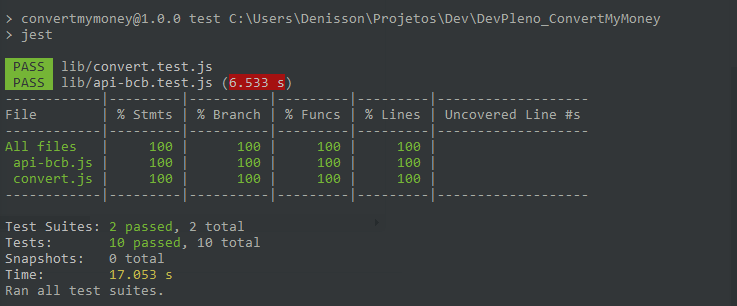 > convertmymoney@1.0.0 test C:\Users\Denisson\Projetos\Dev\DevPleno_ConvertMyMoney
> jest
PASS lib/convert.test.js
PASS lib/api-bcb.test.js (6.533 s)
------------|---------|----------|---------|---------|-------------------
File        | % Stmts | % Branch | % Funcs | % Lines | Uncovered Line #s
------------|---------|----------|---------|---------|-------------------
All files   |     100 |      100 |     100 |     100 |
 api-bcb.js |     100 |      100 |     100 |     100 |
 convert.js |     100 |      100 |     100 |     100 |
------------|---------|----------|---------|---------|-------------------
Test Suites: 2 passed, 2 total
Tests:       10 passed, 10 total
Snapshots:   0 total
Time:        17.053 s
Ran all test suites.